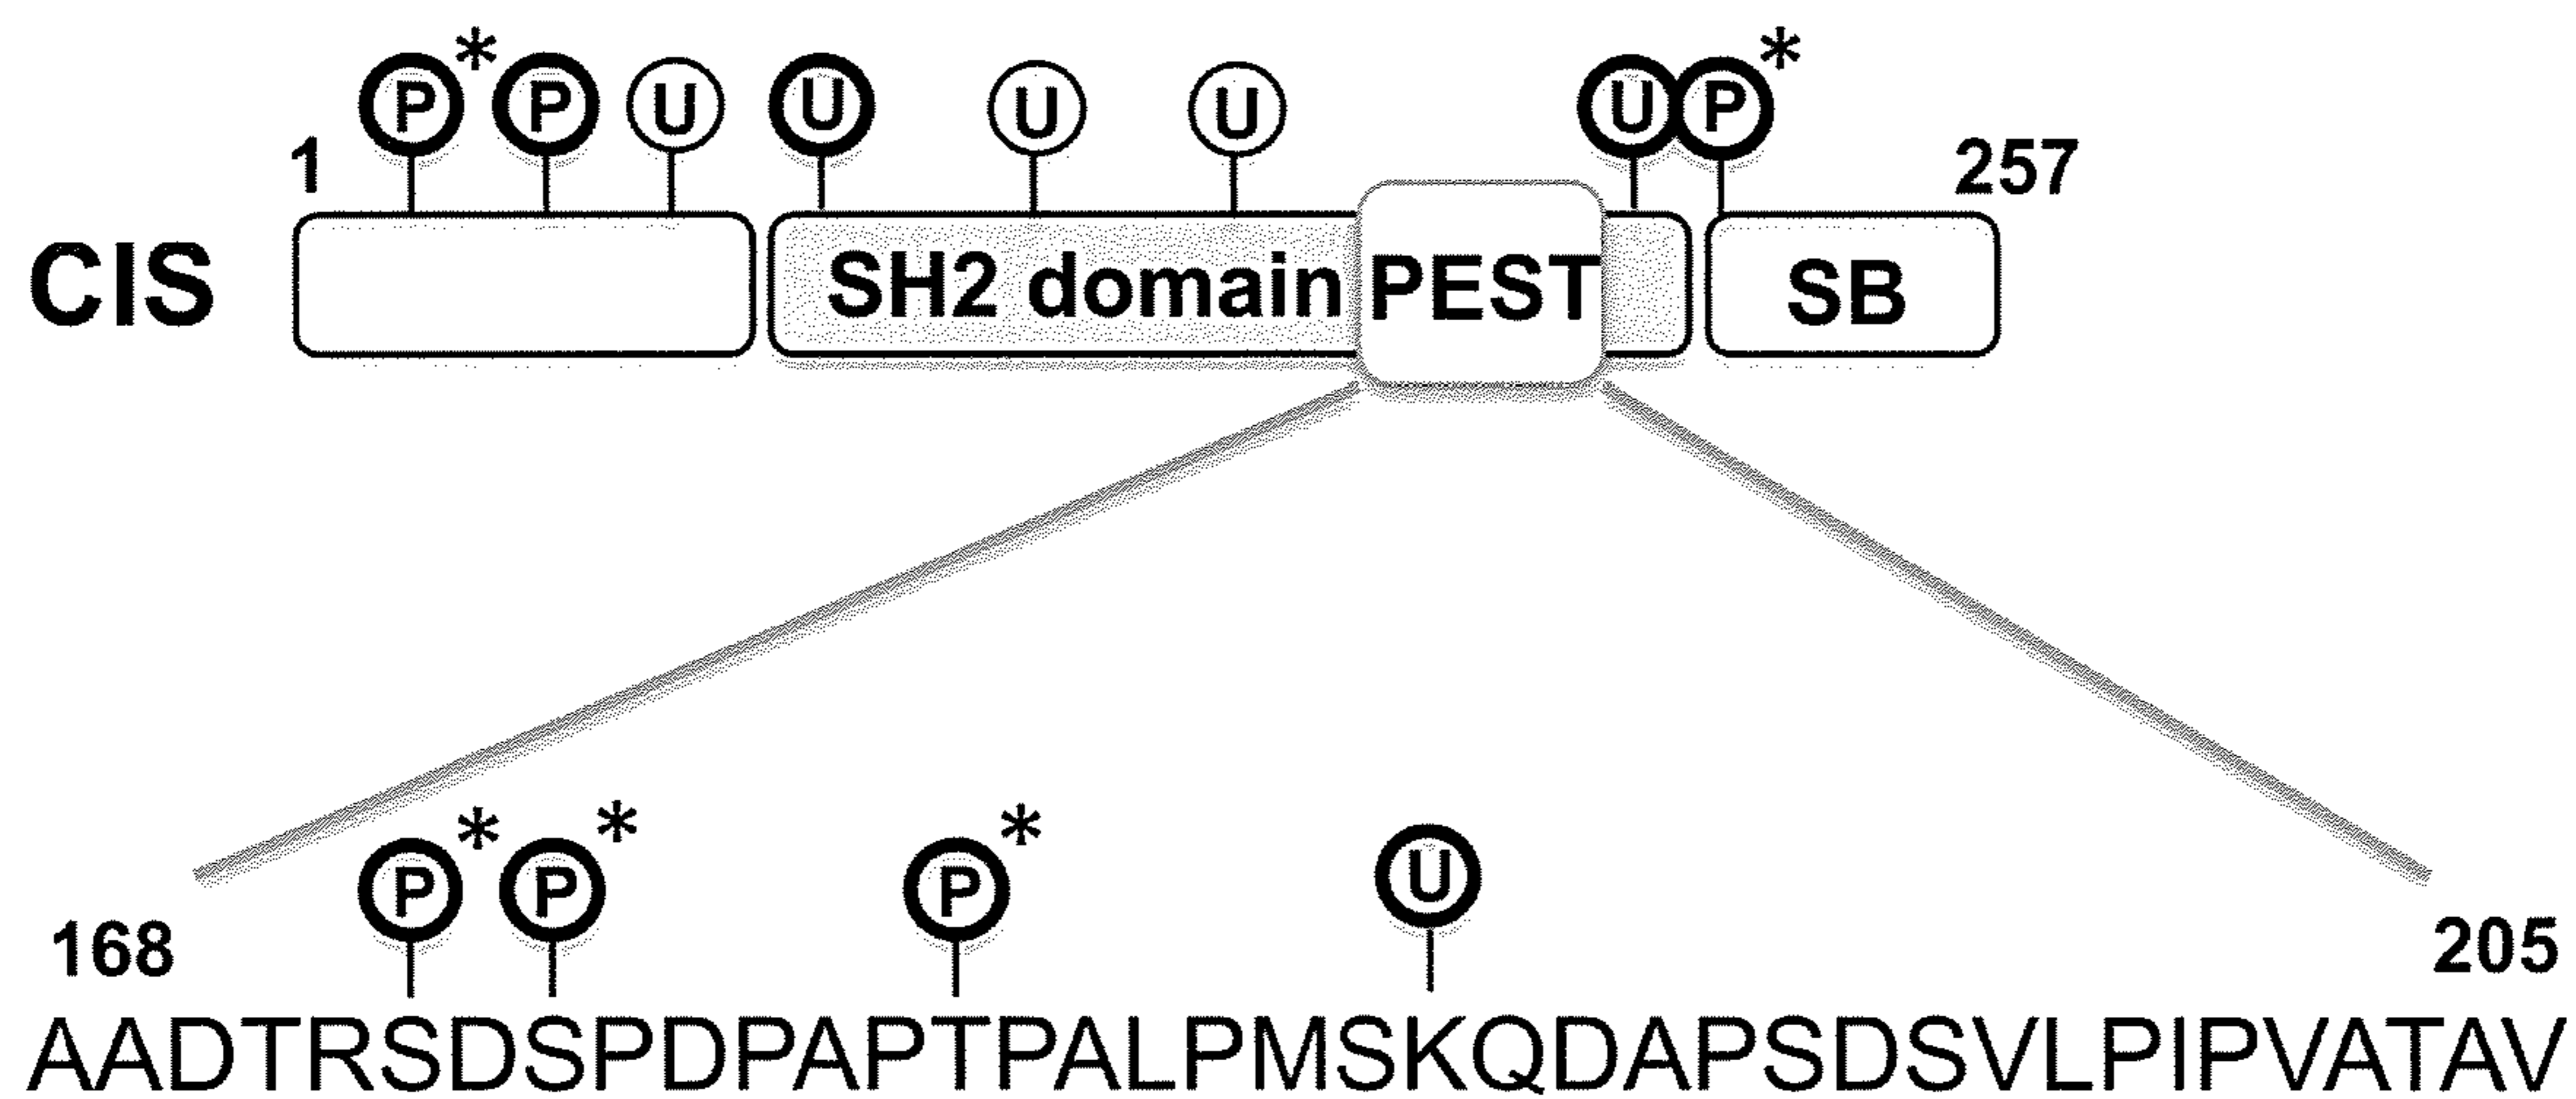 P* P U U U U U P*
1 257
CIS SH2 domain PEST SB
P* P* P* U
168 205
AADTRSDSPDPAPTPALPMSKQDAPSDSVLPIPVATAV